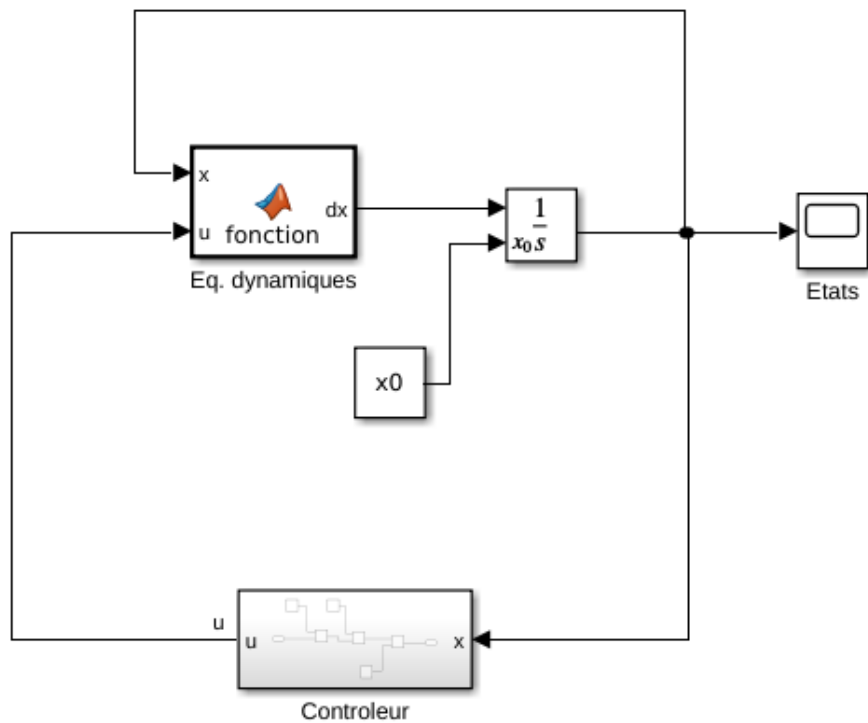 x
dx
u
fonction
Eq. dynamiques
1
x₀ s
Etats
x0
u
u
x
Controleur